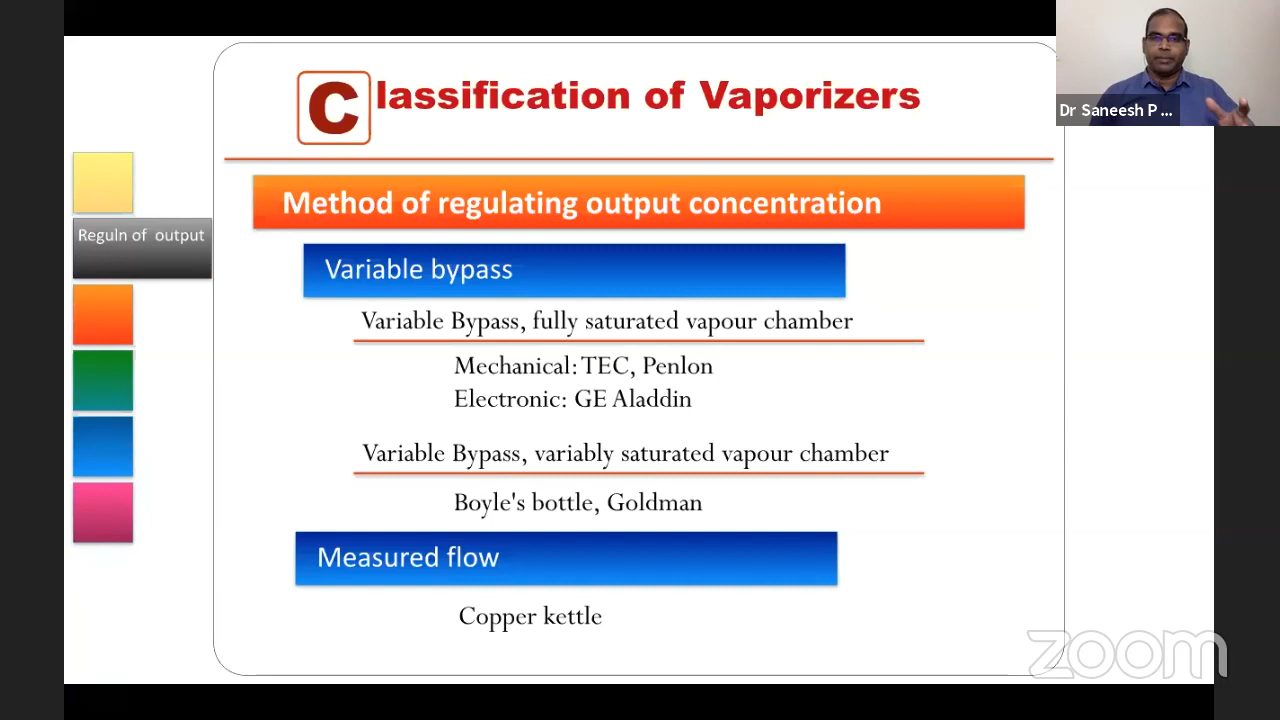 Classification of Vaporizers
Dr Saneesh P ...
Method of regulating output concentration
Reguln of output
Variable bypass
Variable Bypass, fully saturated vapour chamber
Mechanical: TEC, Penlon
Electronic: GE Aladdin
Variable Bypass, variably saturated vapour chamber
Boyle's bottle, Goldman
Measured flow
Copper kettle
zoom